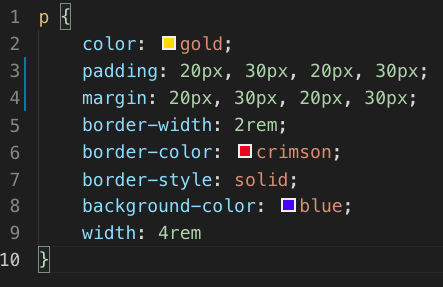 1 p {
2 color: gold;
3 padding: 20px, 30px, 20px, 30px;
4 margin: 20px, 30px, 20px, 30px;
5 border-width: 2rem;
6 border-color: crimson;
7 border-style: solid;
8 background-color: blue;
9 width: 4rem
10 }